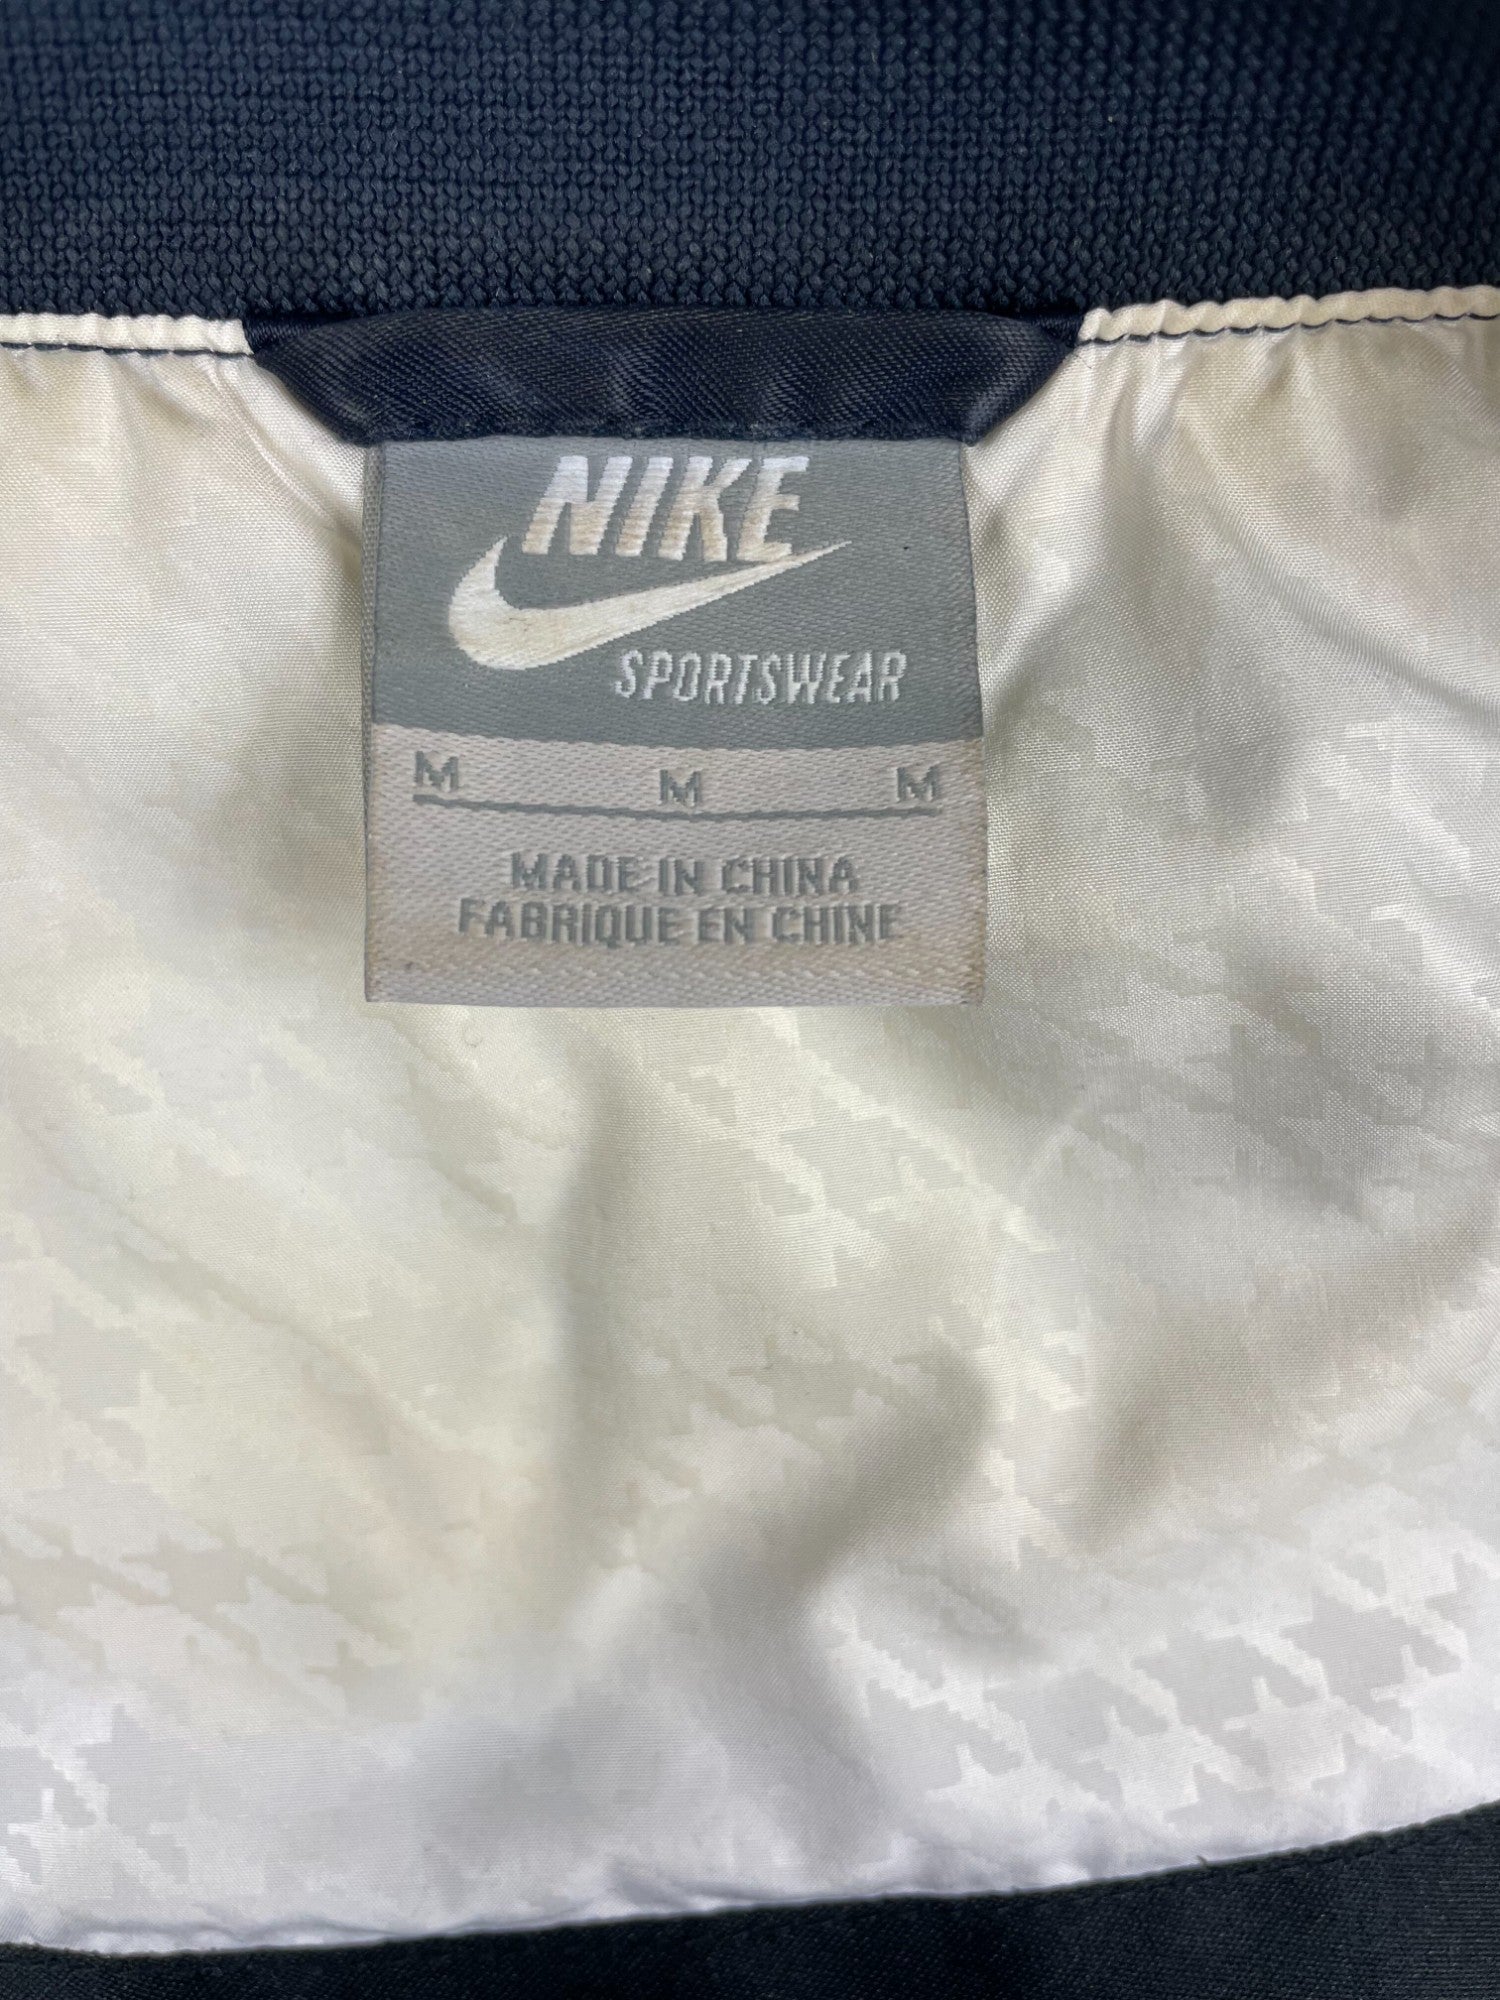 NIKE
SPORTSWEAR
M M M
MADE IN CHINA
FABRIQUE EN CHINE